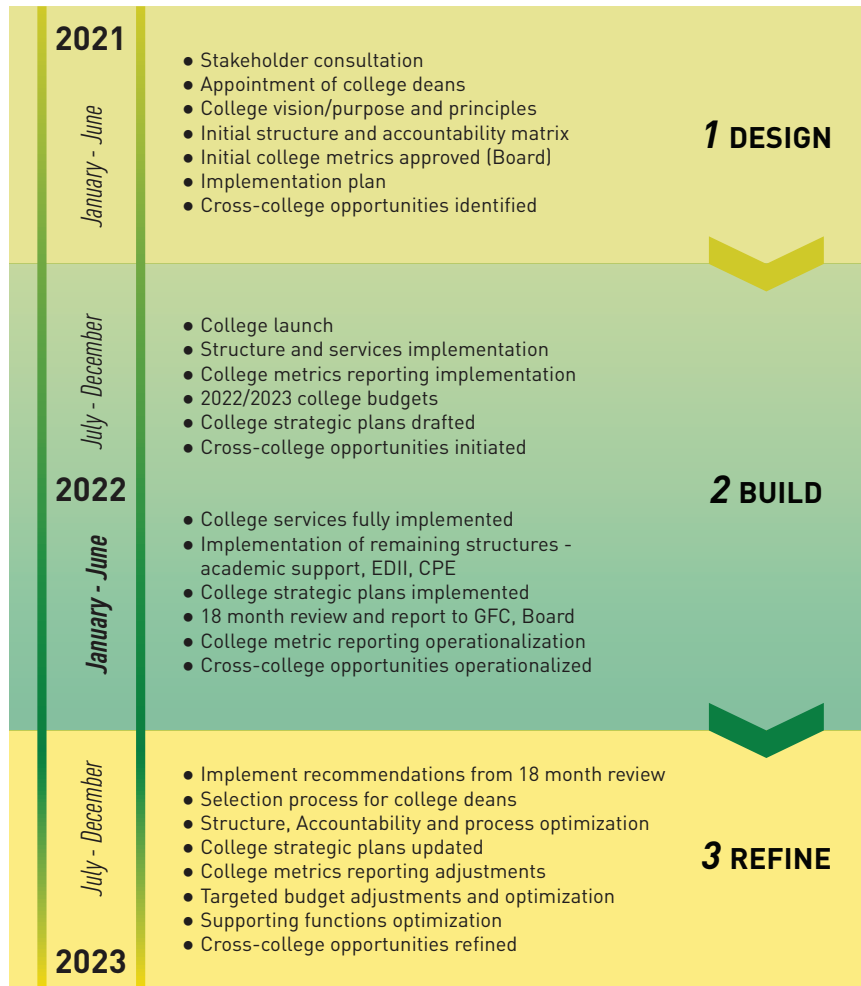 2021
January - June
● Stakeholder consultation
● Appointment of college deans
● College vision/purpose and principles
● Initial structure and accountability matrix
● Initial college metrics approved (Board)
● Implementation plan
● Cross-college opportunities identified
1 DESIGN
July - December
● College launch
● Structure and services implementation
● College metrics reporting implementation
● 2022/2023 college budgets
● College strategic plans drafted
● Cross-college opportunities initiated
2022
2 BUILD
January - June
● College services fully implemented
● Implementation of remaining structures -
academic support, EDII, CPE
● College strategic plans implemented
● 18 month review and report to GFC, Board
● College metric reporting operationalization
● Cross-college opportunities operationalized
July - December
● Implement recommendations from 18 month review
● Selection process for college deans
● Structure, Accountability and process optimization
● College strategic plans updated
● College metrics reporting adjustments
● Targeted budget adjustments and optimization
● Supporting functions optimization
● Cross-college opportunities refined
3 REFINE
2023